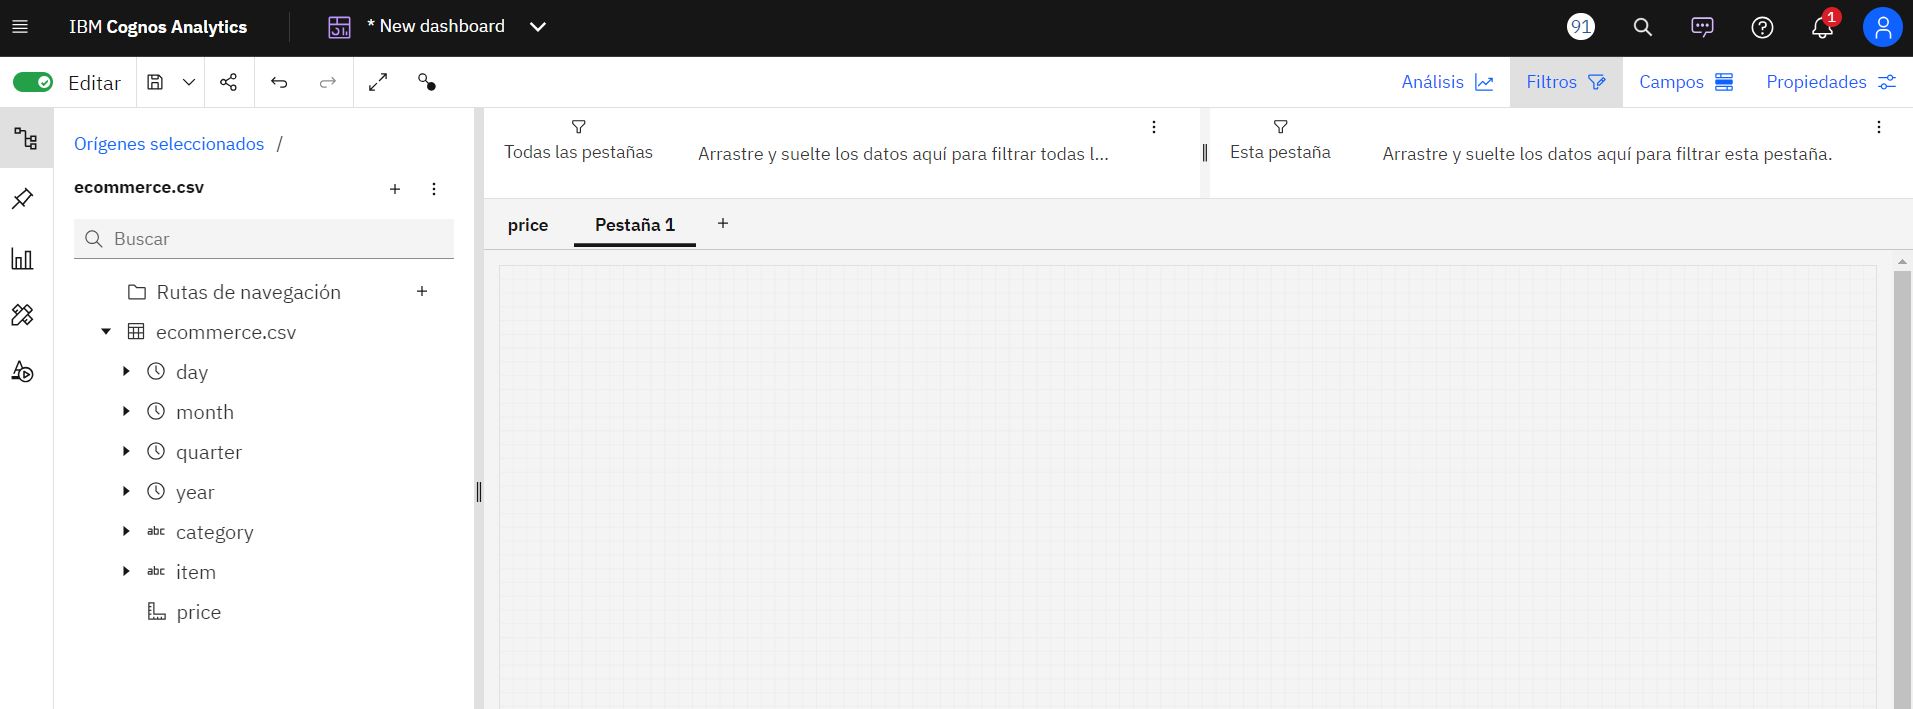 IBM Cognos Analytics
* New dashboard
91
1
Editar
Análisis
Filtros
Campos
Propiedades
Orígenes seleccionados /
ecommerce.csv
Buscar
Rutas de navegación
ecommerce.csv
day
month
quarter
year
abc category
abc item
price
Todas las pestañas
Arrastre y suelte los datos aquí para filtrar todas l...
Esta pestaña
Arrastre y suelte los datos aquí para filtrar esta pestaña.
price
Pestaña 1